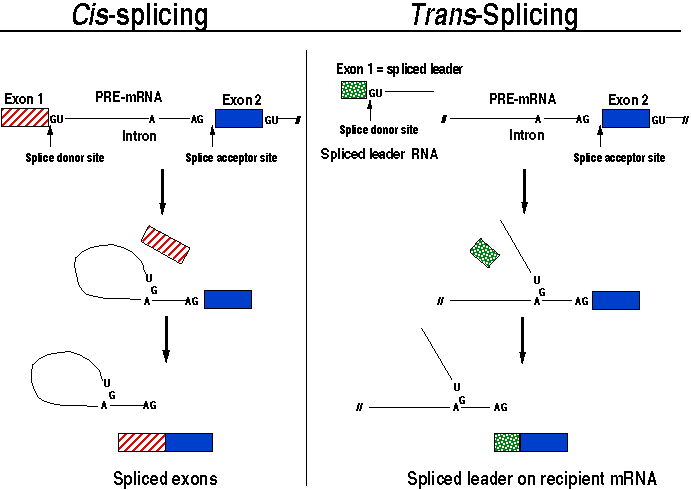 Cis-splicing
Exon 1
PRE-mRNA
Exon 2
GU
A
AG
GU
//
Intron
Splice donor site
Splice acceptor site
U
G
A
AG
U
G
A
AG
Spliced exons
Trans-Splicing
Exon 1 = spliced leader
GU
Splice donor site
Spliced leader RNA
PRE-mRNA
Exon 2
//
A
AG
GU
//
Intron
Splice acceptor site
U
G
//
A
AG
U
G
//
A
AG
Spliced leader on recipient mRNA